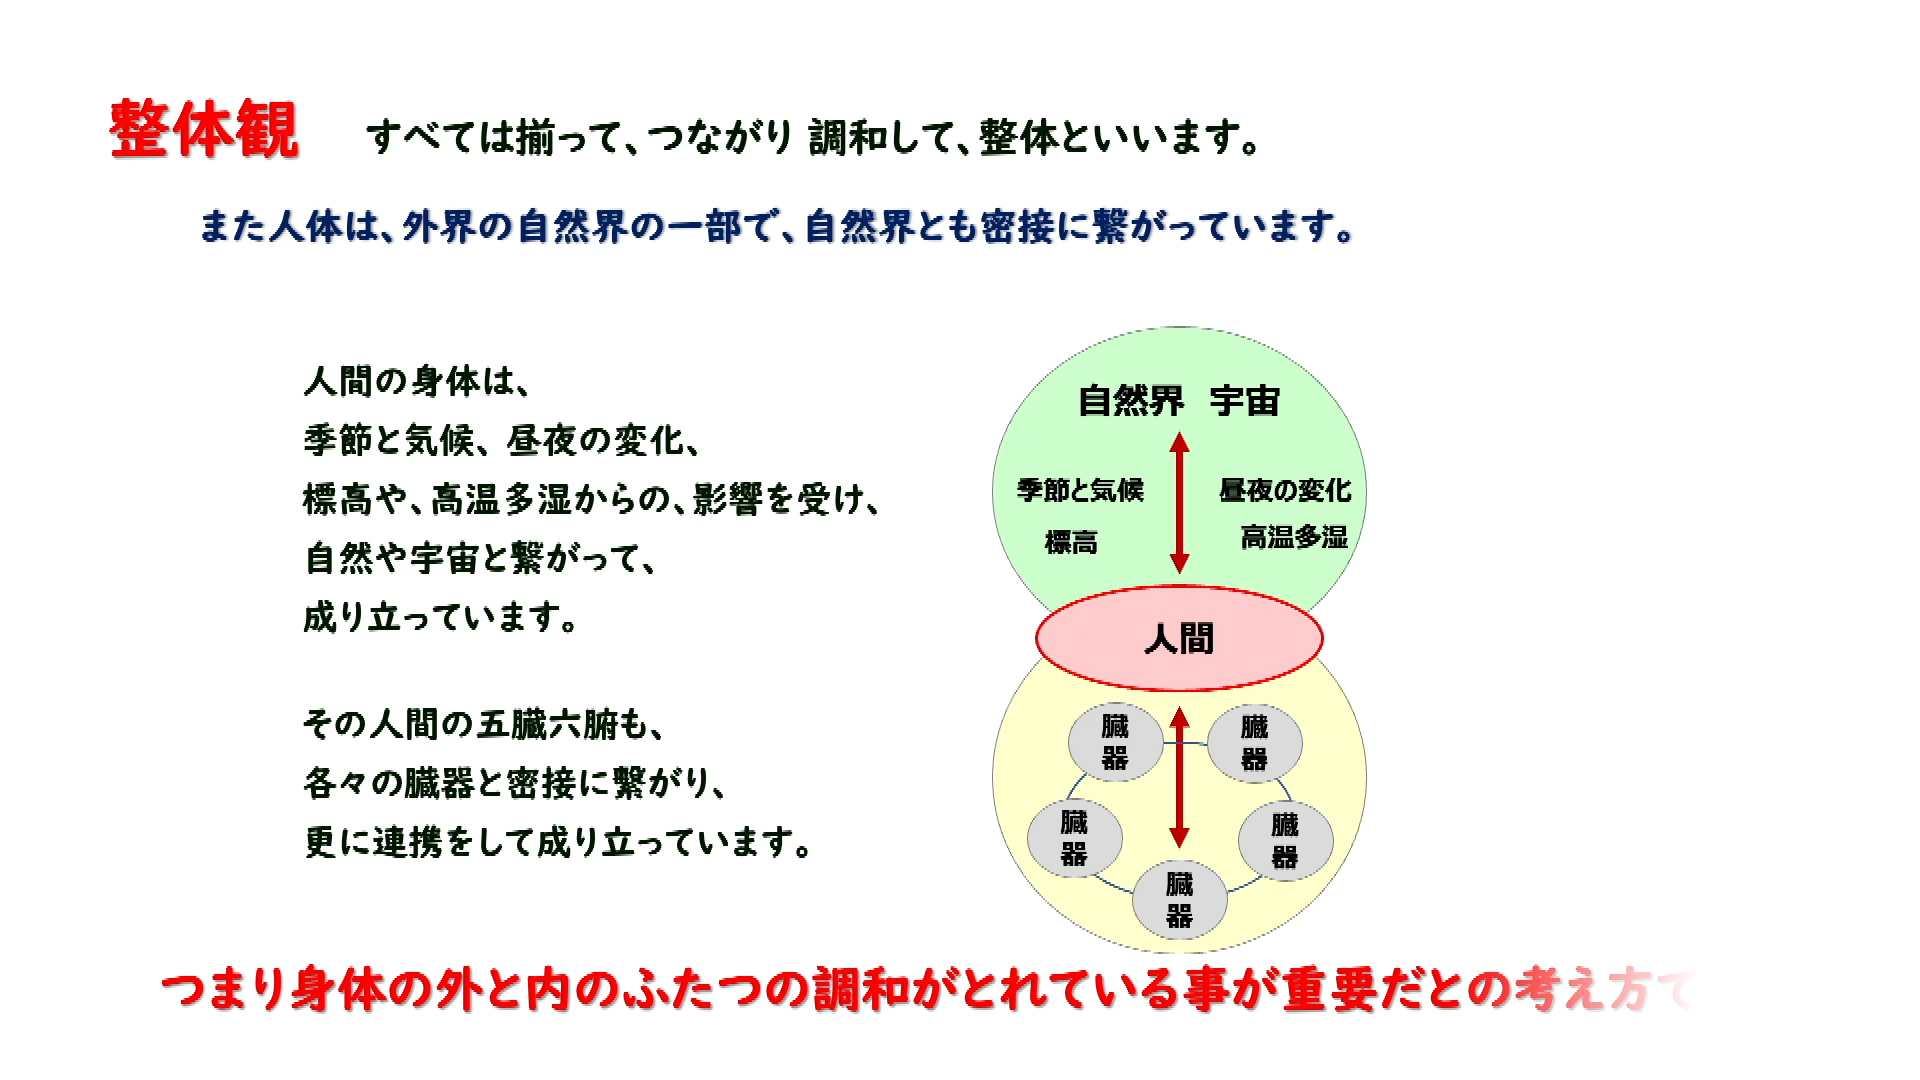 整体観 すべては揃って、つながり 調和して、整体といいます。
また人体は、外界の自然界の一部で、自然界とも密接に繋がっています。
人間の身体は、
季節と気候、昼夜の変化、
標高や、高温多湿からの、影響を受け、
自然や宇宙と繋がって、
成り立っています。
その人間の五臓六腑も、
各々の臓器と密接に繋がり、
更に連携をして成り立っています。
自然界 宇宙
季節と気候
昼夜の変化
標高
高温多湿
人間
臓
器
臓
器
臓
器
臓
器
臓
器
つまり身体の外と内のふたつの調和がとれている事が重要だとの考え方で